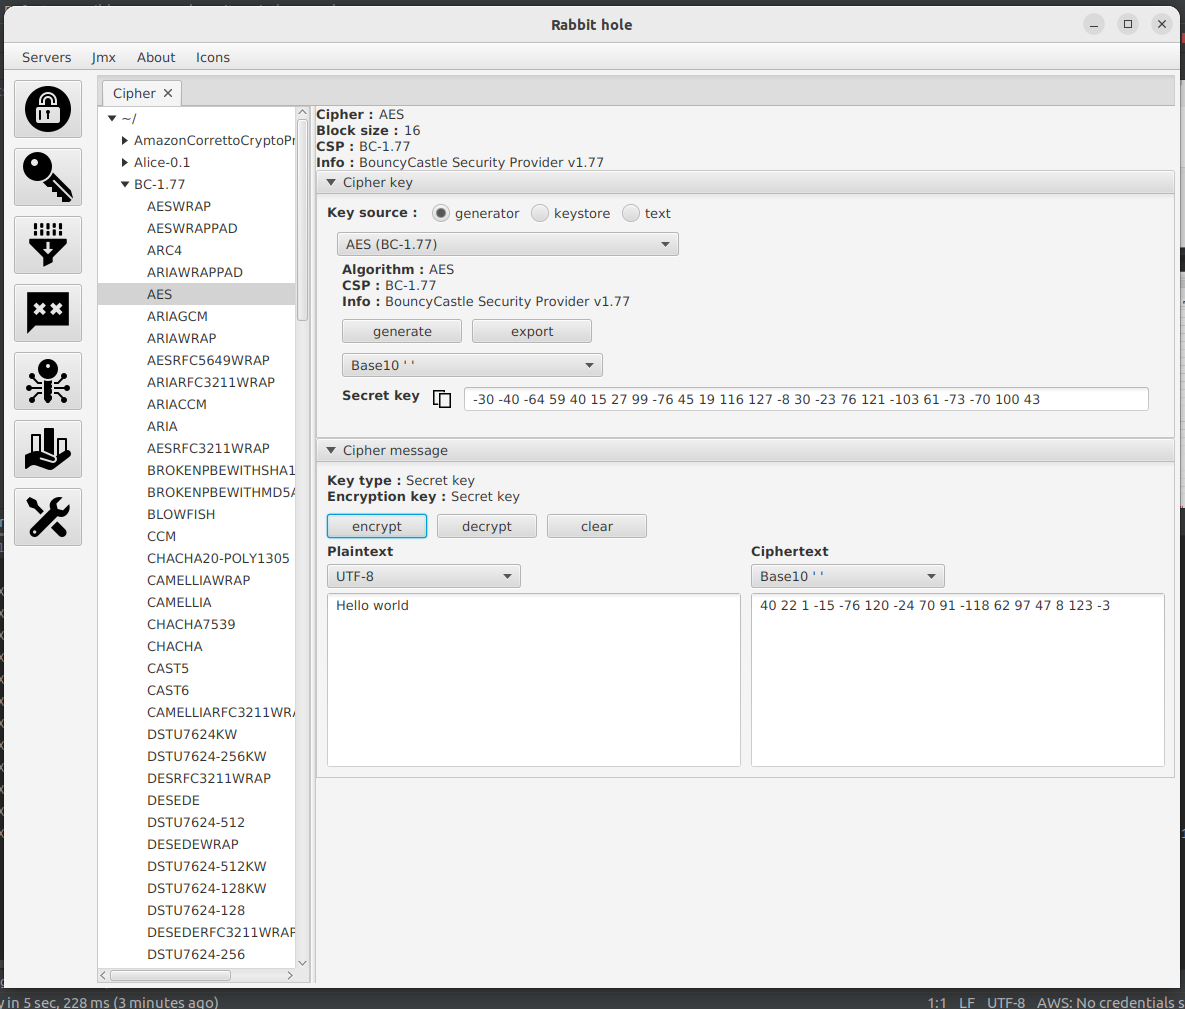 Rabbit hole
Servers Jmx About Icons
Cipher
~/
AmazonCorrettoCryptoPr
Alice-0.1
BC-1.77
AESWRAP
AESWRAPPAD
ARC4
ARIAWRAPPAD
AES
ARIAGCM
ARIAWRAP
AESRFC5649WRAP
ARIARFC3211WRAP
ARIACCM
ARIA
AESRFC3211WRAP
BROKENPBEWITHSHA1
BROKENPBEWITHMD5A
BLOWFISH
CCM
CHACHA20-POLY1305
CAMELLIAWRAP
CAMELLIA
CHACHA7539
CHACHA
CAST5
CAST6
CAMELLIARFC3211WRA
DSTU7624KW
DSTU7624-256KW
DESRFC3211WRAP
DESEDE
DSTU7624-512
DESEDEWRAP
DSTU7624-512KW
DSTU7624-128KW
DSTU7624-128
DESEDERFC3211WRAP
DSTU7624-256
Cipher : AES
Block size : 16
CSP : BC-1.77
Info : BouncyCastle Security Provider v1.77
Cipher key
Key source : generator keystore text
AES (BC-1.77)
Algorithm : AES
CSP : BC-1.77
Info : BouncyCastle Security Provider v1.77
generate export
Base10 ' '
Secret key -30 -40 -64 59 40 15 27 99 -76 45 19 116 127 -8 30 -23 76 121 -103 61 -73 -70 100 43
Cipher message
Key type : Secret key
Encryption key : Secret key
encrypt decrypt clear
Plaintext Ciphertext
UTF-8 Base10 ' '
Hello world 40 22 1 -15 -76 120 -24 70 91 -118 62 97 47 8 123 -3
y in 5 sec, 228 ms (3 minutes ago) 1:1 LF UTF-8 AWS: No credentials s